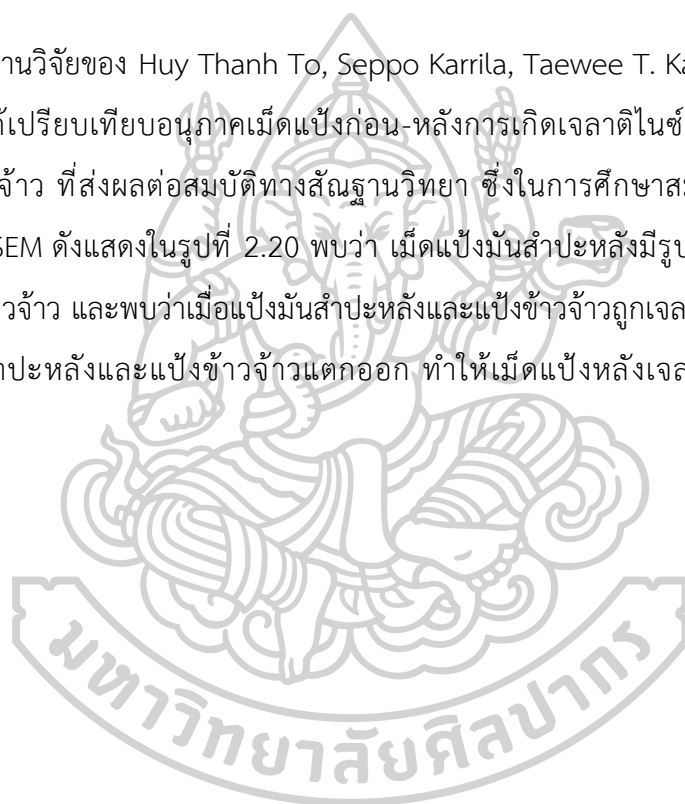 านวิจัยของ Huy Thanh To, Seppo Karrila, Taewee T. Ka
ด้เปรียบเทียบอนุภาคเม็ดแป้งก่อน-หลังการเกิดเจลาติไนซ์
จ้าว ที่ส่งผลต่อสมบัติทางสัณฐานวิทยา ซึ่งในการศึกษาสม
SEM ดังแสดงในรูปที่ 2.20 พบว่า เม็ดแป้งมันสำปะหลังมีรูป
วจ้าว และพบว่าเมื่อแป้งมันสำปะหลังและแป้งข้าวจ้าวถูกเจล
าปะหลังและแป้งข้าวจ้าวแตกออก ทำให้เม็ดแป้งหลังเจล
มหาวิทยาลัยศิลปากร